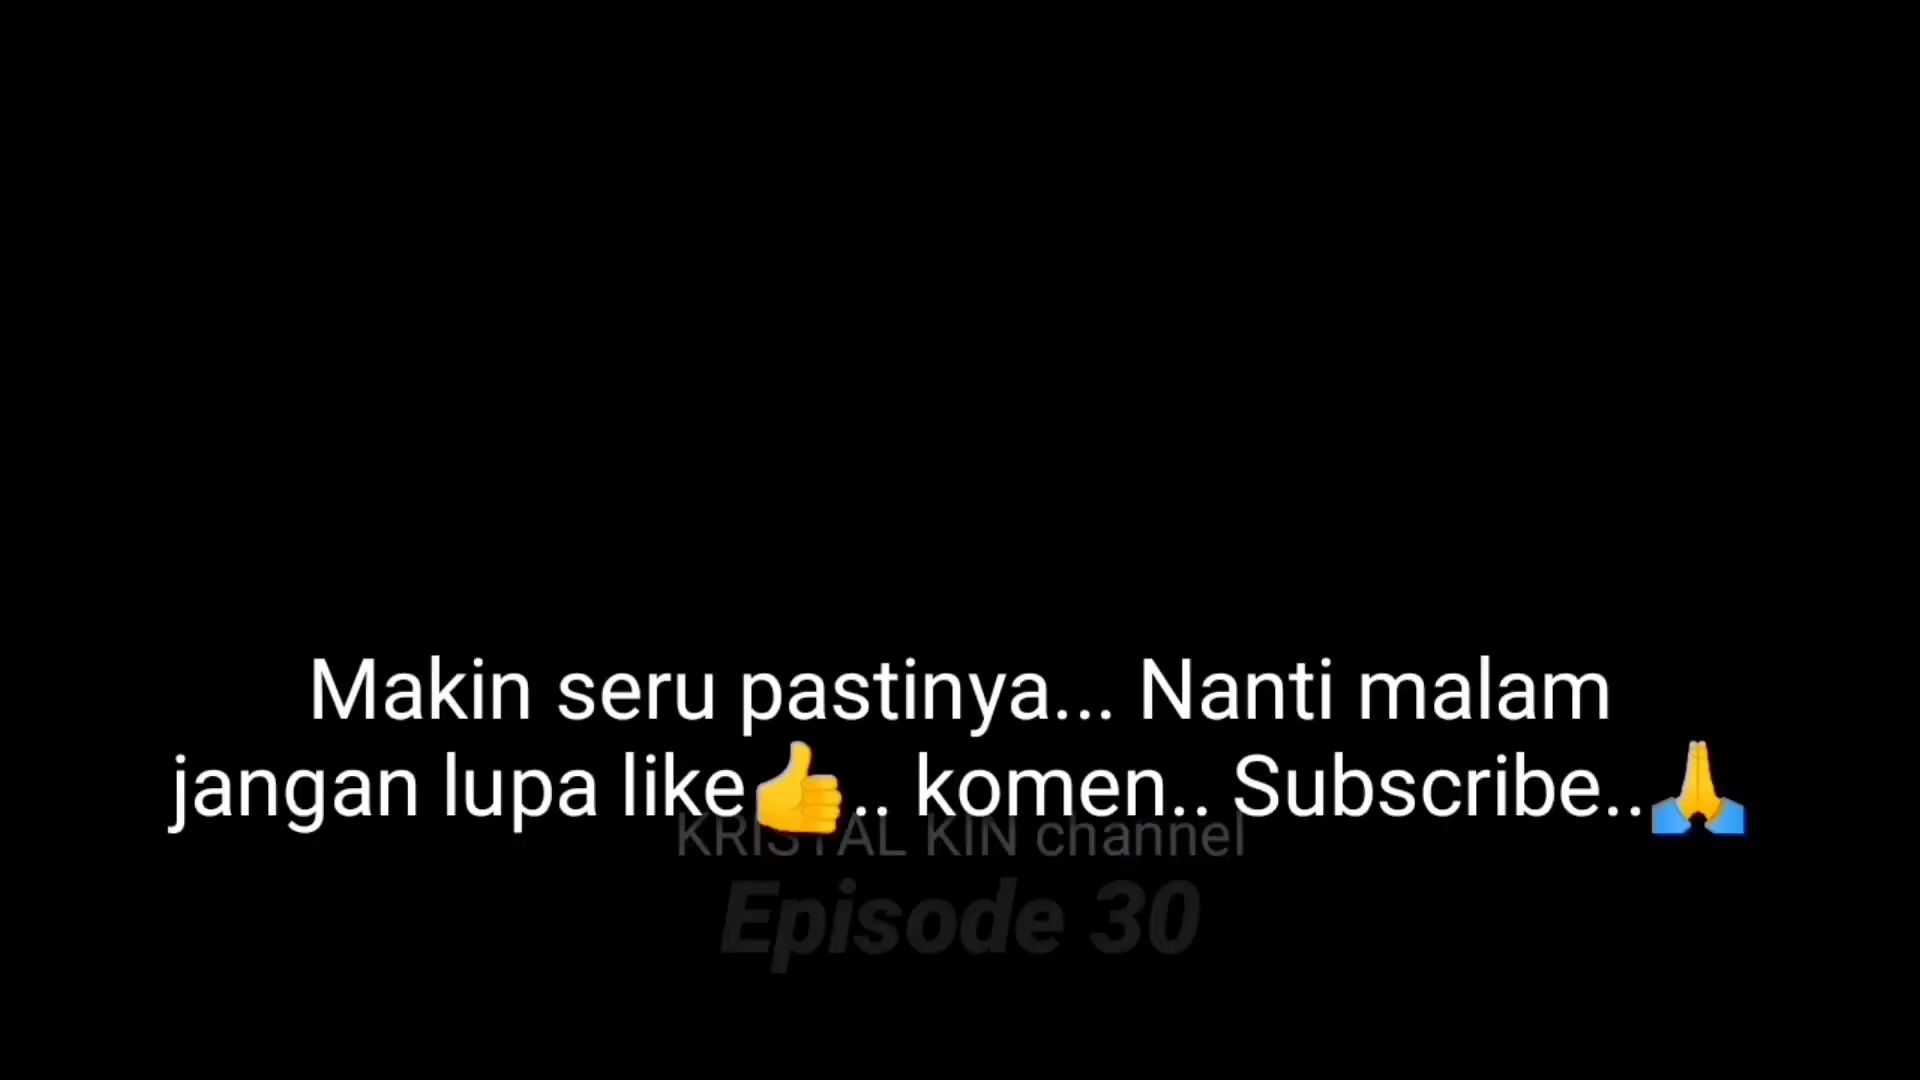 Makin seru pastinya... Nanti malam
jangan lupa like👍.. komen.. Subscribe..🙏
KRISTAL KIN channel
Episode 30